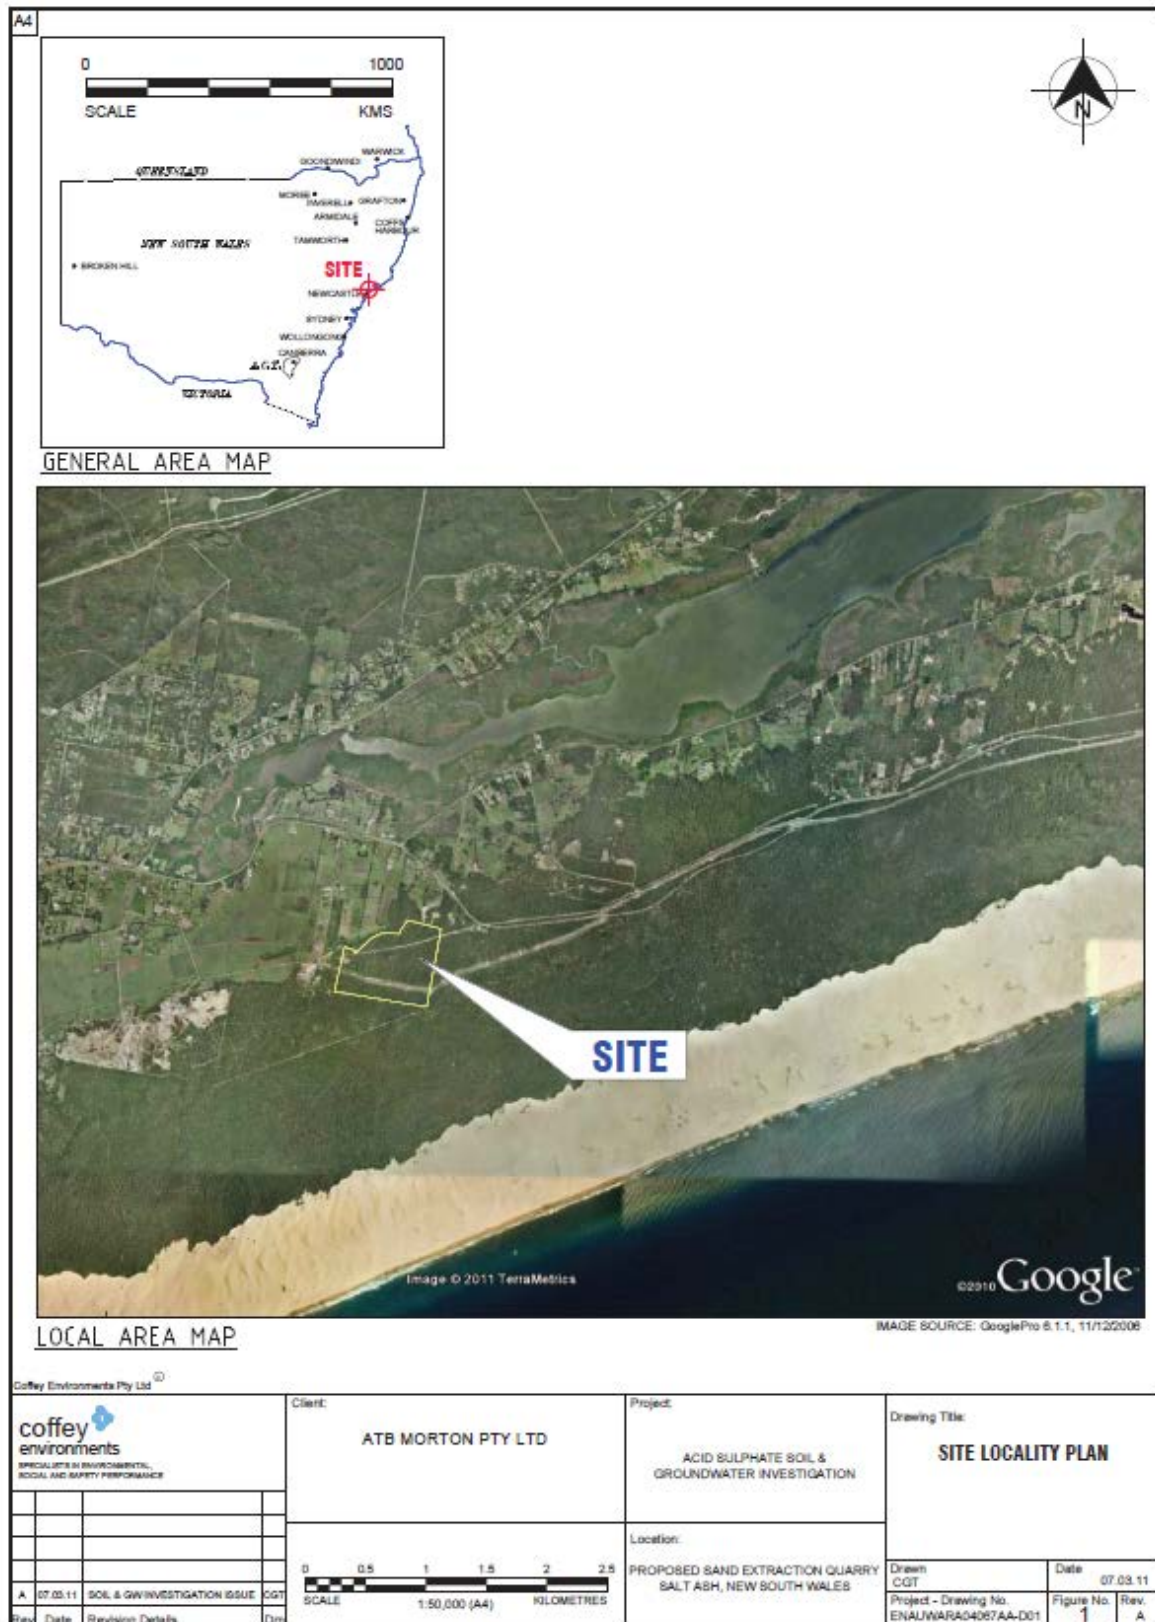 A4
0 1000
SCALE KMS
WARWICK
GOONDIWINDI
QUEENSLAND
MOREE
INVERELL
GRAFTON
ARMIDALE
COFFS
HARBOUR
NEW SOUTH WALES
TAMWORTH
BROKEN HILL
SITE
NEWCASTLE
SYDNEY
WOLLONGONG
CANBERRA
A.C.T.
VICTORIA
N
GENERAL AREA MAP
SITE
Image © 2011 TerraMetrics
©2010 Google
LOCAL AREA MAP
IMAGE SOURCE: GooglePro 6.1.1, 11/12/2006
Coffey Environments Pty Ltd ©
coffey
environments
SPECIALISTS IN ENVIRONMENTAL,
SOCIAL AND SAFETY PERFORMANCE
Client:
ATB MORTON PTY LTD
Project:
ACID SULPHATE SOIL &
GROUNDWATER INVESTIGATION
Drawing Title:
SITE LOCALITY PLAN
Location:
PROPOSED SAND EXTRACTION QUARRY
SALT ASH, NEW SOUTH WALES
0 0.5 1 1.5 2 2.5
SCALE 1:50,000 (A4) KILOMETRES
Drawn
CGT
Date
07.03.11
A 07.03.11 SOIL & GW INVESTIGATION ISSUE CGT
Rev Date Revision Details Drn
Project - Drawing No.
ENAUWARA04067AA-D01
Figure No.
1
Rev.
A